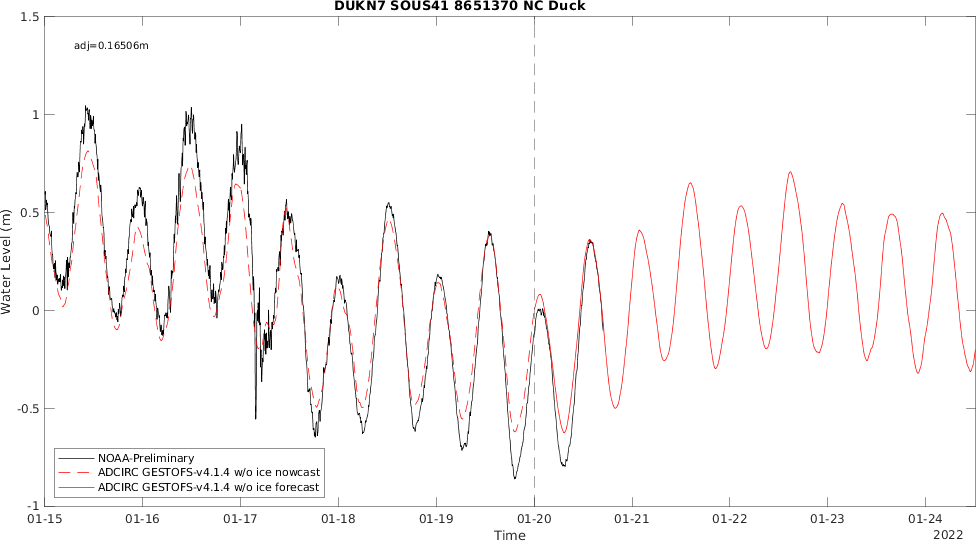 DUKN7 SOUS41 8651370 NC Duck
1.5
adj=0.16506m
1
0.5
0
-0.5
-1
Water Level (m)
NOAA-Preliminary
ADCIRC GESTOFS-v4.1.4 w/o ice nowcast
ADCIRC GESTOFS-v4.1.4 w/o ice forecast
01-15 01-16 01-17 01-18 01-19 01-20 01-21 01-22 01-23 01-24
Time
2022